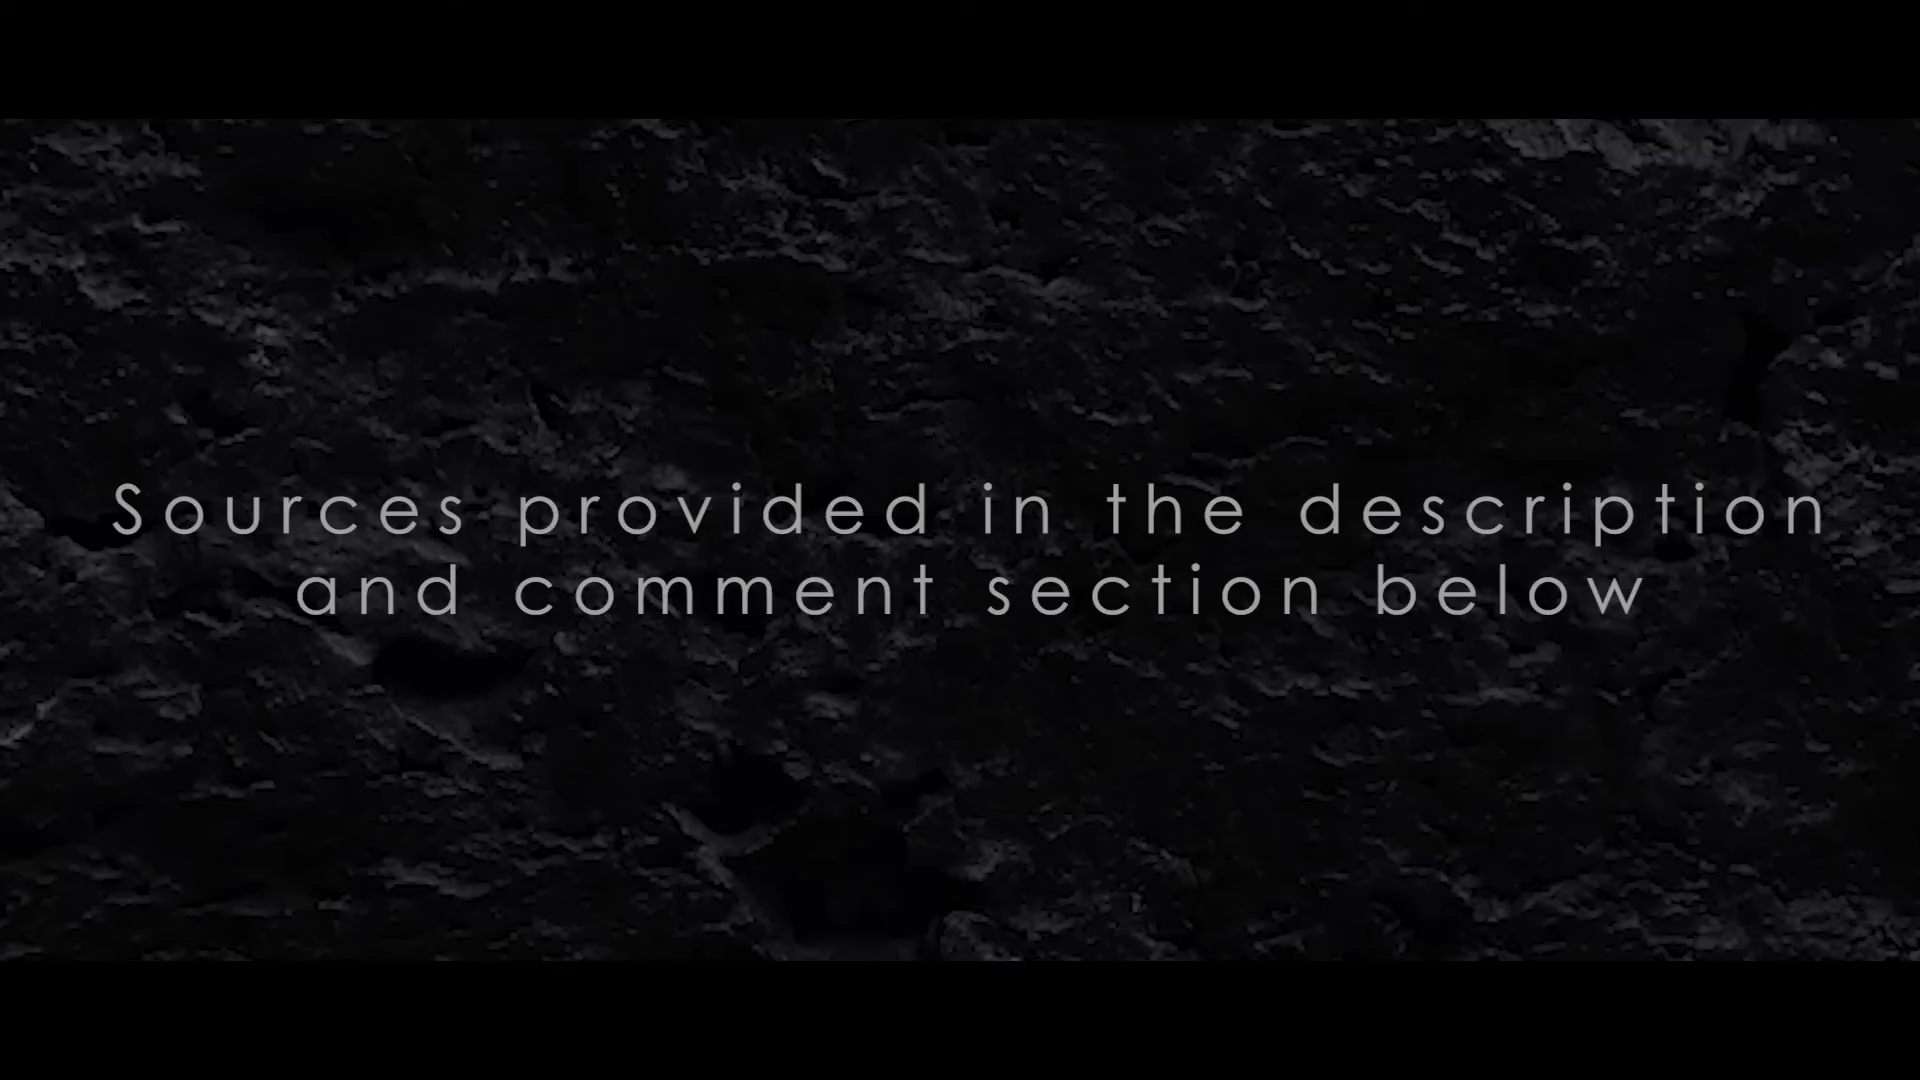 Sources provided in the description
and comment section below